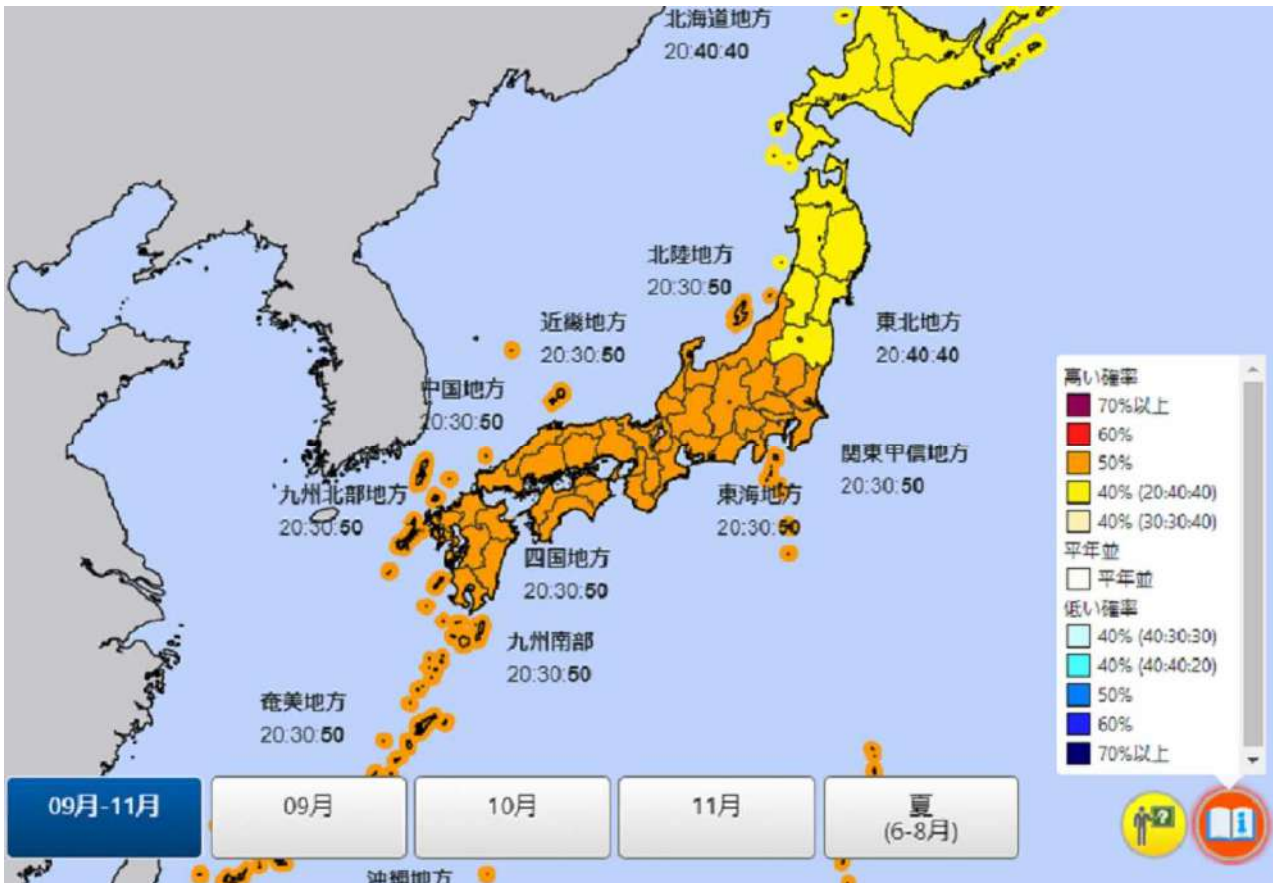 北海道地方
20:40:40
北陸地方
20:30:50
近畿地方
20:30:50
東北地方
20:40:40
中国地方
20:30:50
関東甲信地方
20:30:50
九州北部地方
20:30:50
東海地方
20:30:50
四国地方
20:30:50
九州南部
20:30:50
奄美地方
20:30:50
沖縄地方
高い確率
70%以上
60%
50%
40% (20:40:40)
40% (30:30:40)
平年並
平年並
低い確率
40% (40:30:30)
40% (40:40:20)
50%
60%
70%以上
09月-11月
09月
10月
11月
夏
(6-8月)
?
i